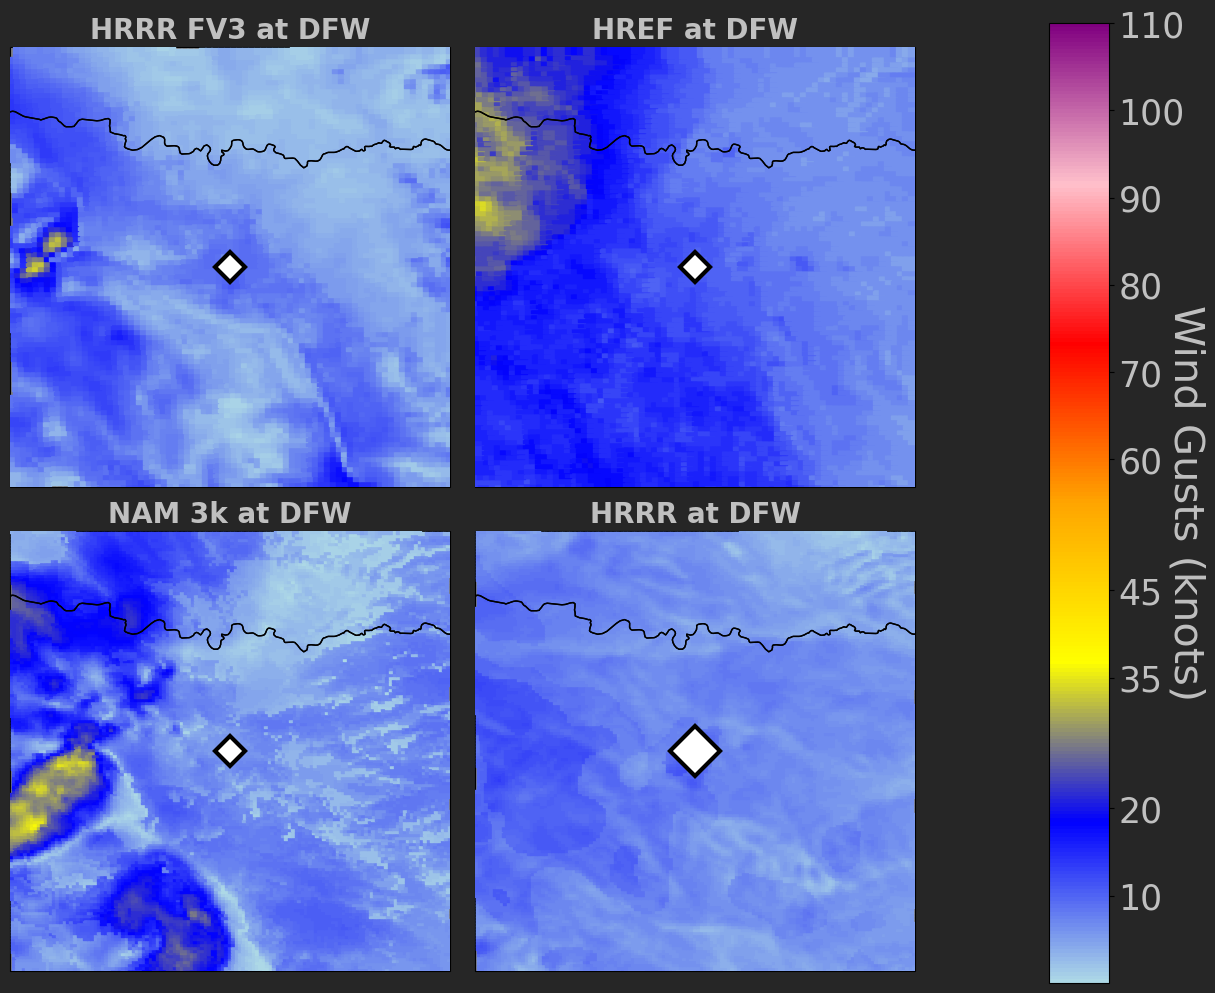 HRRR FV3 at DFW
HREF at DFW
NAM 3k at DFW
HRRR at DFW
110
100
90
80
70
60
45
35
20
10
Wind Gusts (knots)